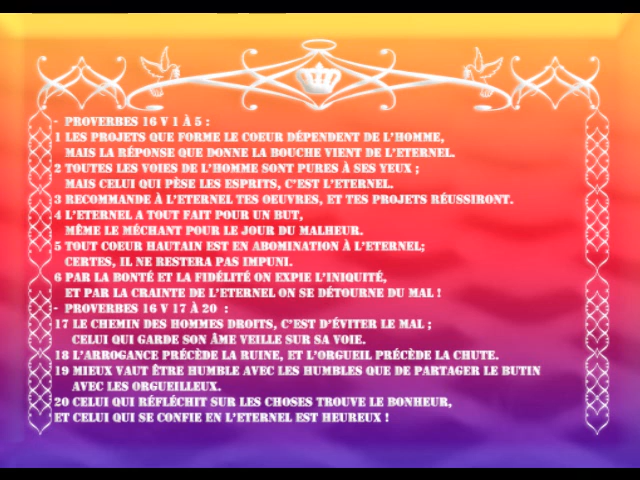 - PROVERBES 16 V 1 À 5 :
1 LES PROJETS QUE FORME LE COEUR DÉPENDENT DE L'HOMME,
MAIS LA RÉPONSE QUE DONNE LA BOUCHE VIENT DE L'ETERNEL.
2 TOUTES LES VOIES DE L'HOMME SONT PURES À SES YEUX ;
MAIS CELUI QUI PÈSE LES ESPRITS, C'EST L'ETERNEL.
3 RECOMMANDE À L'ETERNEL TES OEUVRES, ET TES PROJETS RÉUSSIRONT.
4 L'ETERNEL A TOUT FAIT POUR UN BUT,
MÊME LE MÉCHANT POUR LE JOUR DU MALHEUR.
5 TOUT COEUR HAUTAIN EST EN ABOMINATION À L'ETERNEL;
CERTES, IL NE RESTERA PAS IMPUNI.
6 PAR LA BONTÉ ET LA FIDÉLITÉ ON EXPIE L'INIQUITÉ,
ET PAR LA CRAINTE DE L'ETERNEL ON SE DÉTOURNE DU MAL !
- PROVERBES 16 V 17 À 20 :
17 LE CHEMIN DES HOMMES DROITS, C'EST D'ÉVITER LE MAL ;
CELUI QUI GARDE SON ÂME VEILLE SUR SA VOIE.
18 L'ARROGANCE PRÉCÈDE LA RUINE, ET L'ORGUEIL PRÉCÈDE LA CHUTE.
19 MIEUX VAUT ÊTRE HUMBLE AVEC LES HUMBLES QUE DE PARTAGER LE BUTIN
AVEC LES ORGUEILLEUX.
20 CELUI QUI RÉFLÉCHIT SUR LES CHOSES TROUVE LE BONHEUR,
ET CELUI QUI SE CONFIE EN L'ETERNEL EST HEUREUX !